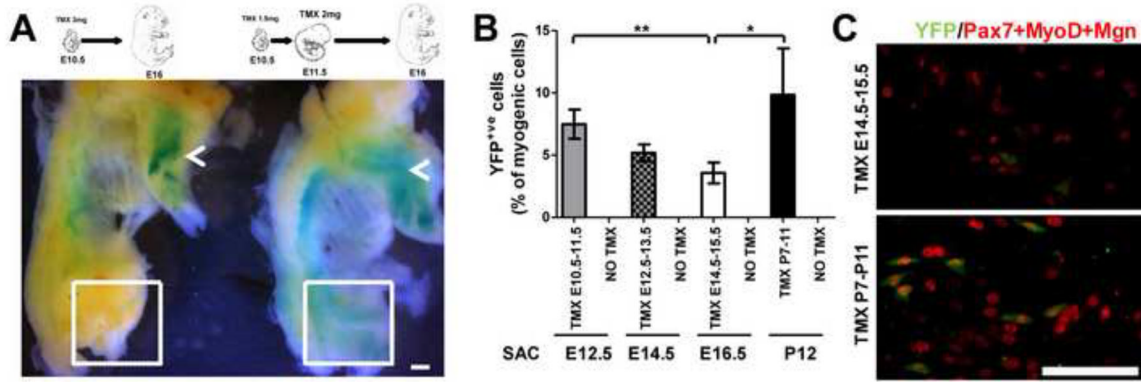 A
TMX 3mg
E10.5
E16
TMX 1.5mg
E10.5
TMX 2mg
E11.5
E16
B
YFP+ve cells
(% of myogenic cells)
15
10
5
0
**
*
TMX E10.5-11.5
NO TMX
TMX E12.5-13.5
NO TMX
TMX E14.5-15.5
NO TMX
TMX P7-11
NO TMX
SAC
E12.5
E14.5
E16.5
P12
C
YFP/Pax7+MyoD+Mgn
TMX E14.5-15.5
TMX P7-P11